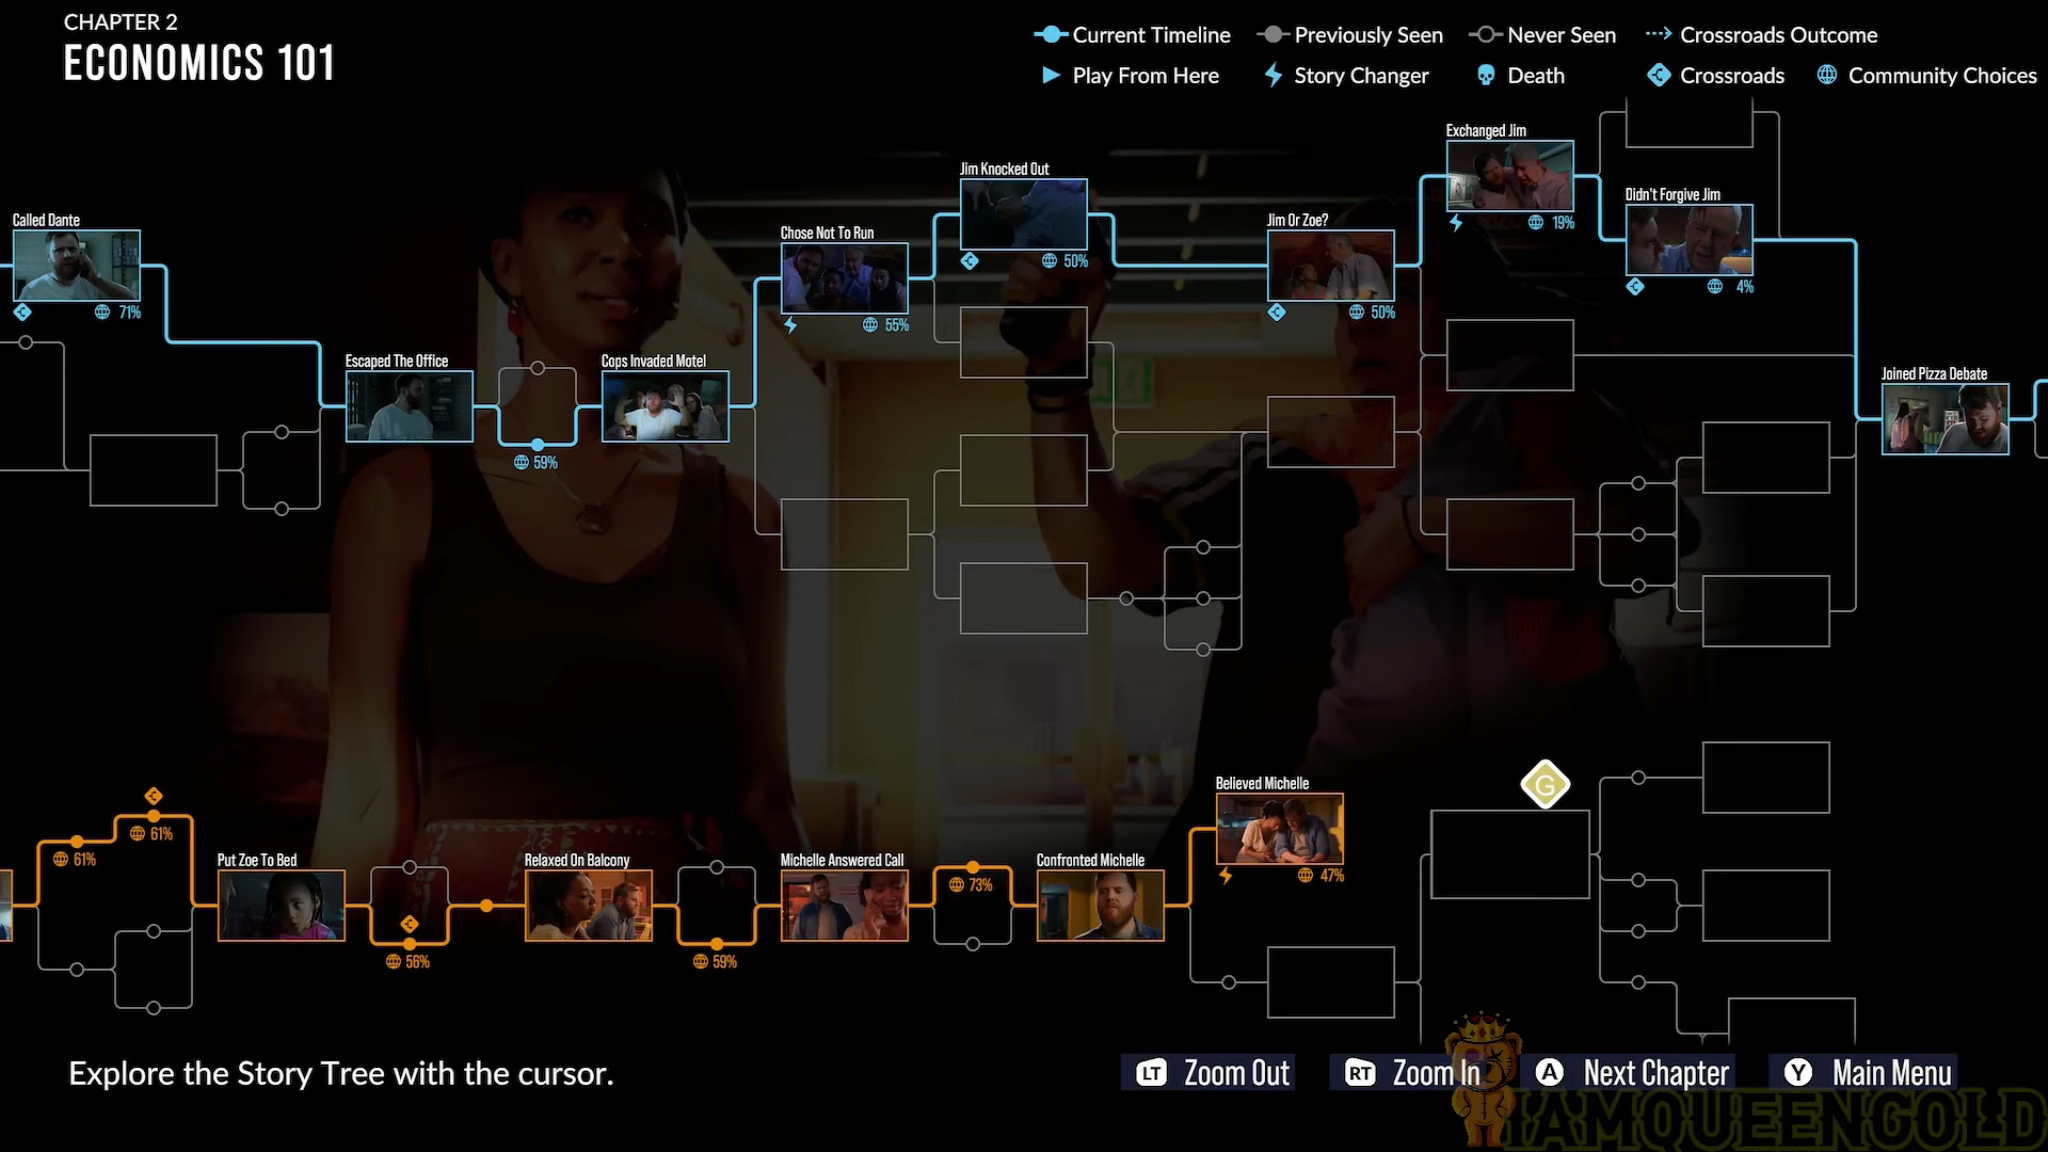 CHAPTER 2
ECONOMICS 101
Current Timeline
Previously Seen
Never Seen
Crossroads Outcome
Play From Here
Story Changer
Death
Crossroads
Community Choices
Exchanged Jim
19%
Jim Knocked Out
50%
Didn't Forgive Jim
4%
Called Dante
71%
Chose Not To Run
55%
Jim Or Zoe?
50%
Escaped The Office
59%
Cops Invaded Motel
Joined Pizza Debate
G
61%
61%
Put Zoe To Bed
56%
Relaxed On Balcony
59%
Michelle Answered Call
73%
Confronted Michelle
Believed Michelle
47%
Explore the Story Tree with the cursor.
LT Zoom Out
RT Zoom In
A Next Chapter
Y Main Menu
IAMQUEENGOLD